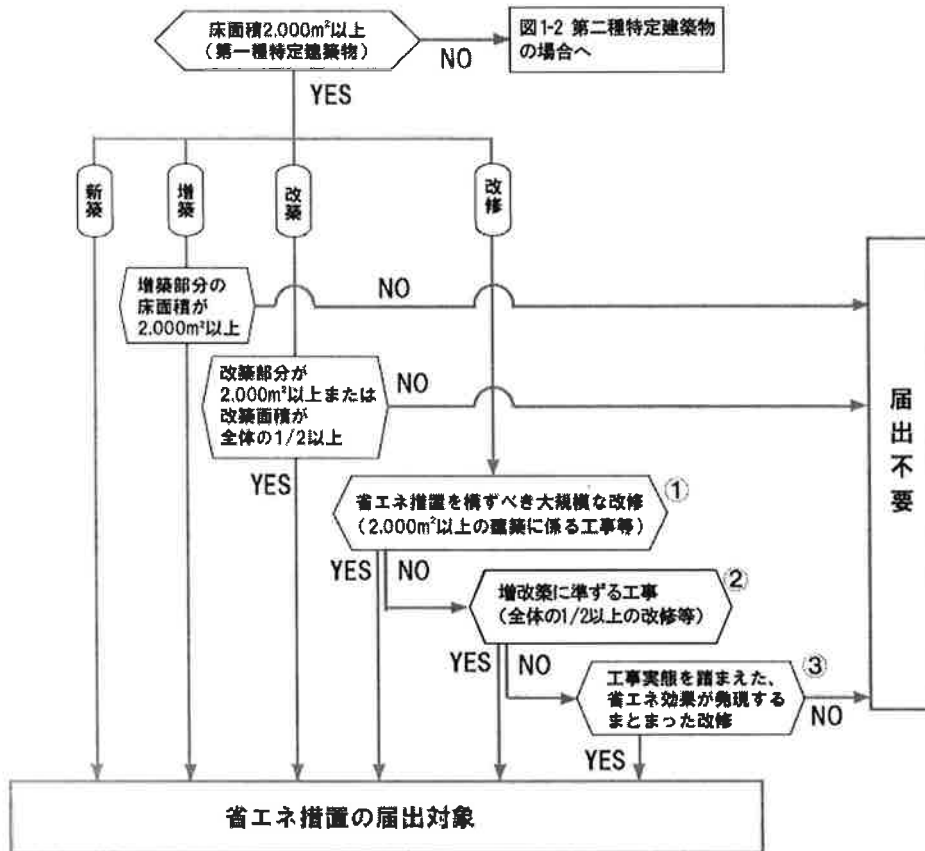 床面積2,000m²以上
(第一種特定建築物)
NO
図1-2 第二種特定建築物
の場合へ
YES
新築
増築
改築
改修
増築部分の
床面積が
2,000m²以上
NO
改築部分が
2,000m²以上または
改築面積が
全体の1/2以上
NO
YES
届出不要
省エネ措置を構ずべき大規模な改修
(2,000m²以上の建築に係る工事等)
①
YES
NO
増改築に準ずる工事
(全体の1/2以上の改修等)
②
YES
NO
工事実態を踏まえた、
省エネ効果が発現する
まとまった改修
③
NO
YES
省エネ措置の届出対象